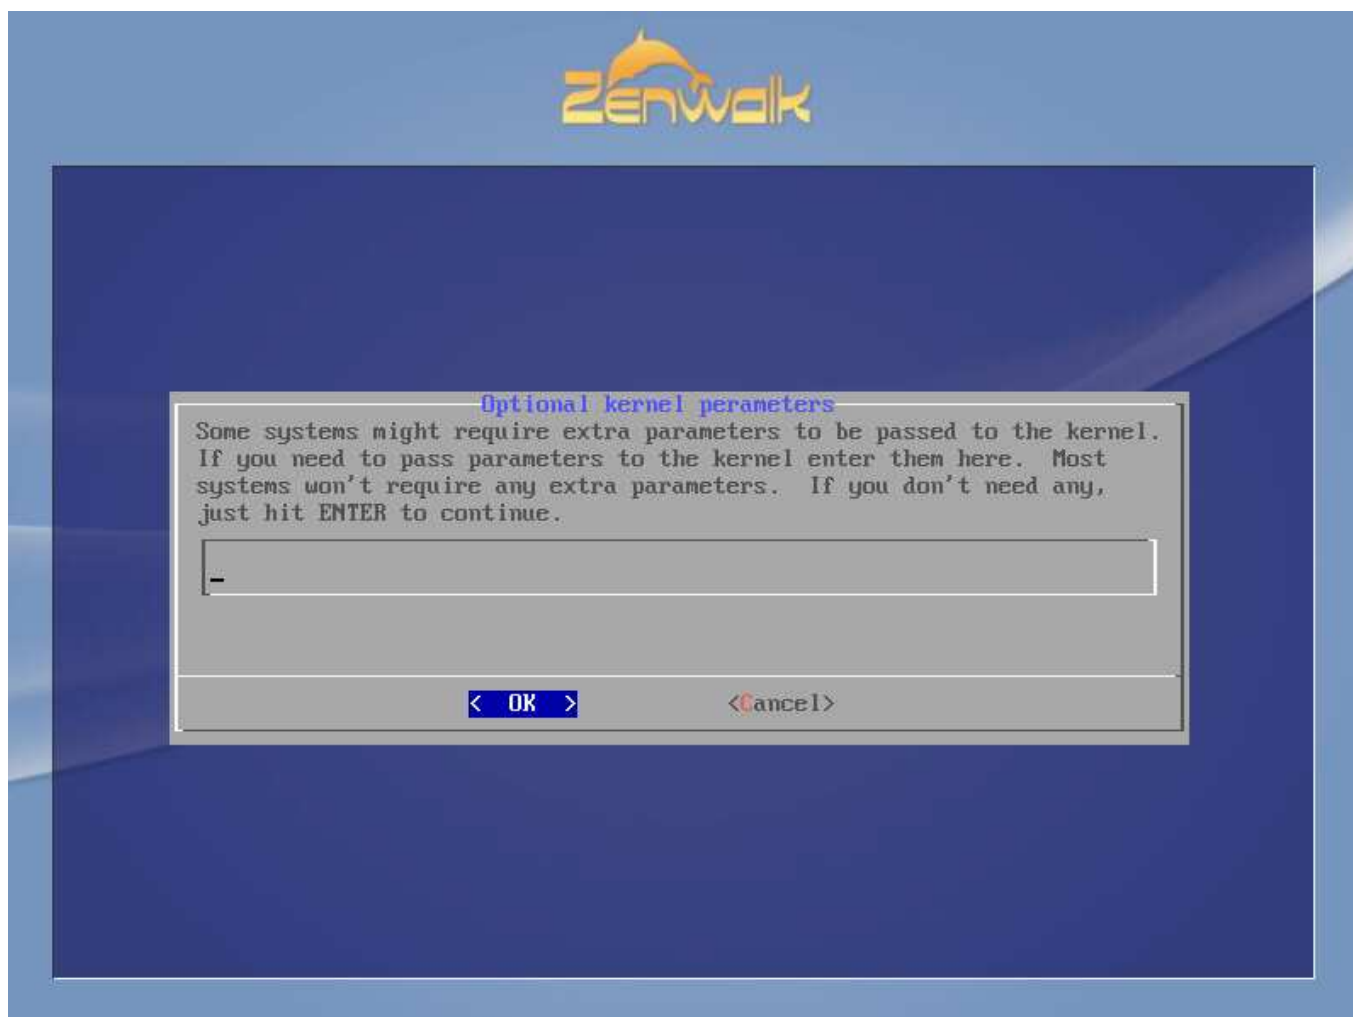 Zenwalk
Optional kernel perameters
Some systems might require extra parameters to be passed to the kernel.
If you need to pass parameters to the kernel enter them here.  Most
systems won't require any extra parameters.  If you don't need any,
just hit ENTER to continue.
<  OK  > <Cancel>